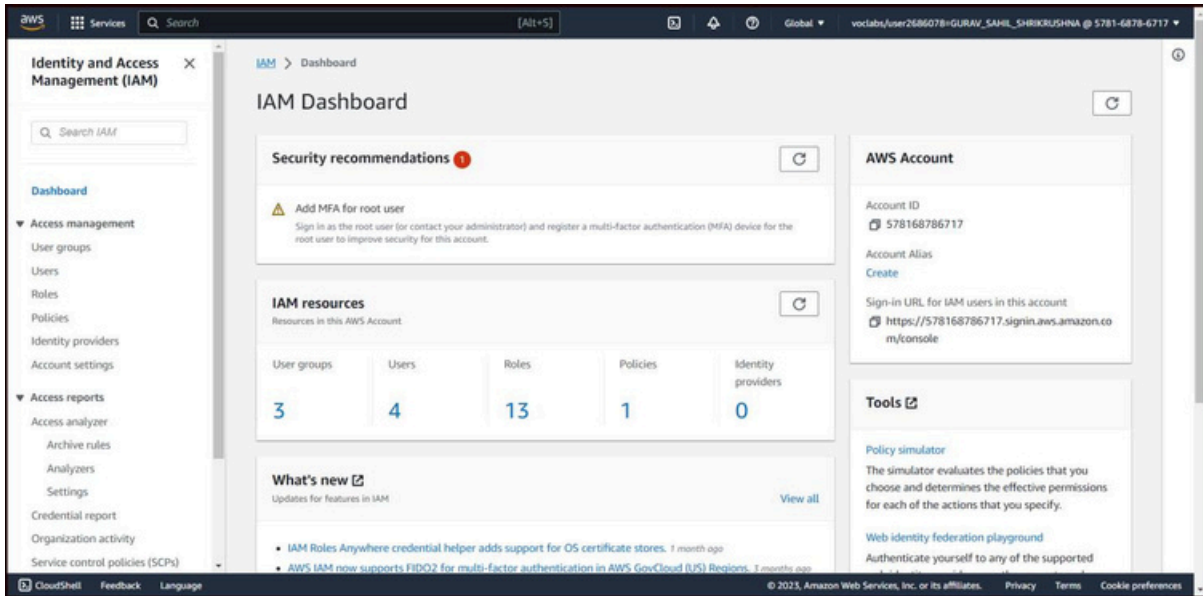 aws
Services
Search
[Alt+S]
Global
voclabs/user2686078=GURAV_SAHIL_SHRIKRUSHNA @ 5781-6878-6717
Identity and Access
Management (IAM)
Search IAM
Dashboard
Access management
User groups
Users
Roles
Policies
Identity providers
Account settings
Access reports
Access analyzer
Archive rules
Analyzers
Settings
Credential report
Organization activity
Service control policies (SCPs)
IAM > Dashboard
IAM Dashboard
Security recommendations 1
Add MFA for root user
Sign in as the root user (or contact your administrator) and register a multi-factor authentication (MFA) device for the
root user to improve security for this account.
IAM resources
Resources in this AWS Account
User groups
Users
Roles
Policies
Identity
providers
3
4
13
1
0
What's new
Updates for features in IAM
View all
IAM Roles Anywhere credential helper adds support for OS certificate stores. 1 month ago
AWS IAM now supports FIDO2 for multi-factor authentication in AWS GovCloud (US) Regions. 3 months ago
AWS Account
Account ID
578168786717
Account Alias
Create
Sign-in URL for IAM users in this account
https://578168786717.signin.aws.amazon.co
m/console
Tools
Policy simulator
The simulator evaluates the policies that you
choose and determines the effective permissions
for each of the actions that you specify.
Web identity federation playground
Authenticate yourself to any of the supported
CloudShell
Feedback
Language
© 2023, Amazon Web Services, Inc. or its affiliates.
Privacy
Terms
Cookie preferences